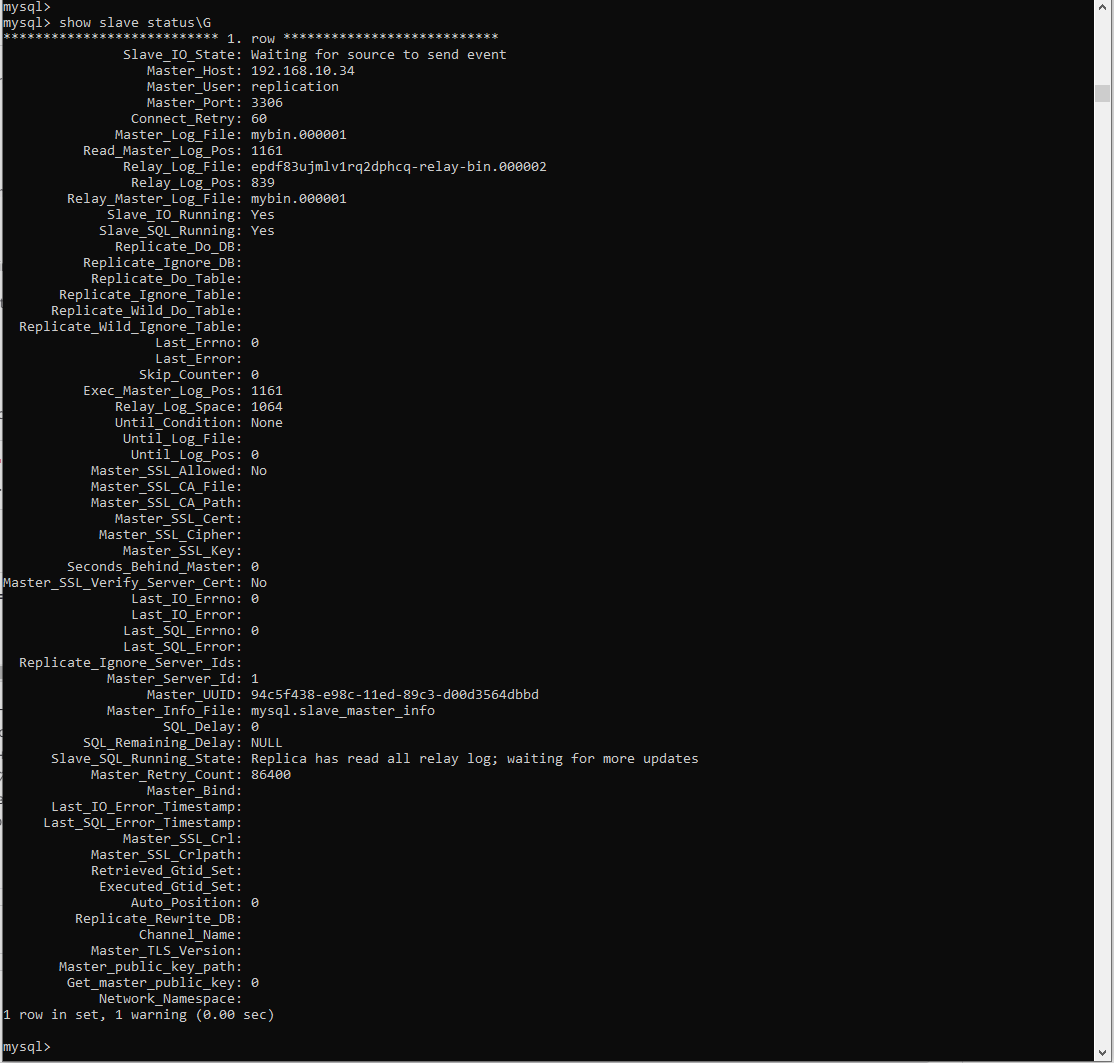 mysql>
mysql> show slave status\G
*************************** 1. row ***************************
Slave_IO_State: Waiting for source to send event
Master_Host: 192.168.10.34
Master_User: replication
Master_Port: 3306
Connect_Retry: 60
Master_Log_File: mybin.000001
Read_Master_Log_Pos: 1161
Relay_Log_File: epdf83ujmlv1rq2dphcq-relay-bin.000002
Relay_Log_Pos: 839
Relay_Master_Log_File: mybin.000001
Slave_IO_Running: Yes
Slave_SQL_Running: Yes
Replicate_Do_DB:
Replicate_Ignore_DB:
Replicate_Do_Table:
Replicate_Ignore_Table:
Replicate_Wild_Do_Table:
Replicate_Wild_Ignore_Table:
Last_Errno: 0
Last_Error:
Skip_Counter: 0
Exec_Master_Log_Pos: 1161
Relay_Log_Space: 1064
Until_Condition: None
Until_Log_File:
Until_Log_Pos: 0
Master_SSL_Allowed: No
Master_SSL_CA_File:
Master_SSL_CA_Path:
Master_SSL_Cert:
Master_SSL_Cipher:
Master_SSL_Key:
Seconds_Behind_Master: 0
Master_SSL_Verify_Server_Cert: No
Last_IO_Errno: 0
Last_IO_Error:
Last_SQL_Errno: 0
Last_SQL_Error:
Replicate_Ignore_Server_Ids:
Master_Server_Id: 1
Master_UUID: 94c5f438-e98c-11ed-89c3-d00d3564dbbd
Master_Info_File: mysql.slave_master_info
SQL_Delay: 0
SQL_Remaining_Delay: NULL
Slave_SQL_Running_State: Replica has read all relay log; waiting for more updates
Master_Retry_Count: 86400
Master_Bind:
Last_IO_Error_Timestamp:
Last_SQL_Error_Timestamp:
Master_SSL_Crl:
Master_SSL_Crlpath:
Retrieved_Gtid_Set:
Executed_Gtid_Set:
Auto_Position: 0
Replicate_Rewrite_DB:
Channel_Name:
Master_TLS_Version:
Master_public_key_path:
Get_master_public_key: 0
Network_Namespace:
1 row in set, 1 warning (0.00 sec)
mysql>